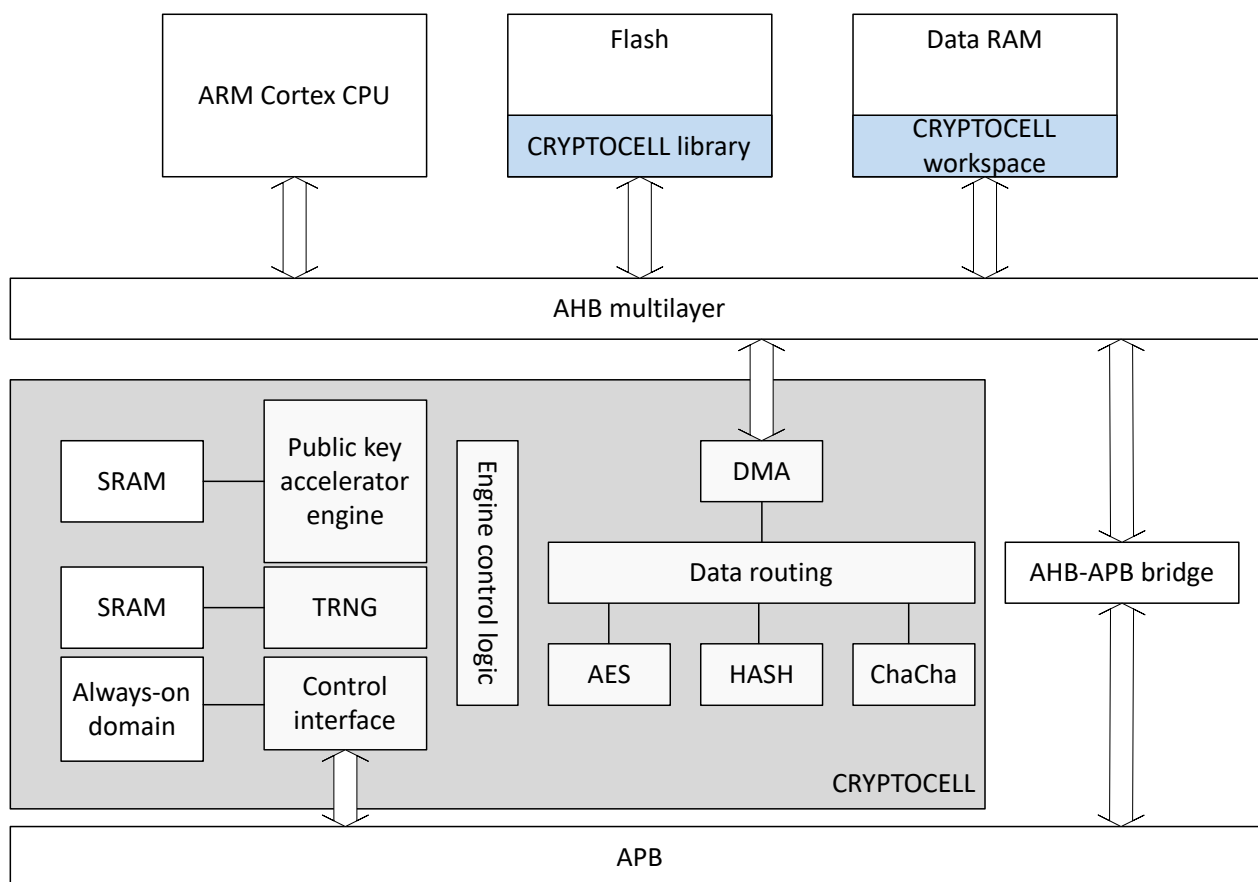 ARM Cortex CPU
Flash
CRYPTOCELL library
Data RAM
CRYPTOCELL
workspace
AHB multilayer
SRAM
Public key
accelerator
engine
Engine control logic
DMA
Data routing
AHB-APB bridge
SRAM
TRNG
AES
HASH
ChaCha
Always-on
domain
Control
interface
CRYPTOCELL
APB